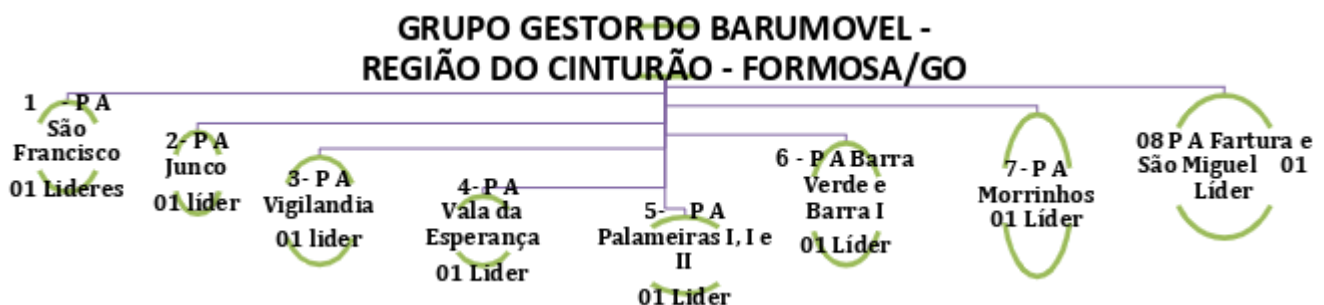 GRUPO GESTOR DO BARUMOVEL -
REGIÃO DO CINTURÃO - FORMOSA/GO
1 - P A
São
Francisco
01 Lideres
2- P A
Junco
01 líder
3- P A
Vigilandia
01 lider
4- P A
Vala da
Esperança
01 Lider
5- P A
Palameiras I, I e
II
01 Lider
6 - P A Barra
Verde e
Barra I
01 Líder
7- P A
Morrinhos
01 Líder
08 P A Fartura e
São Miguel 01
Líder